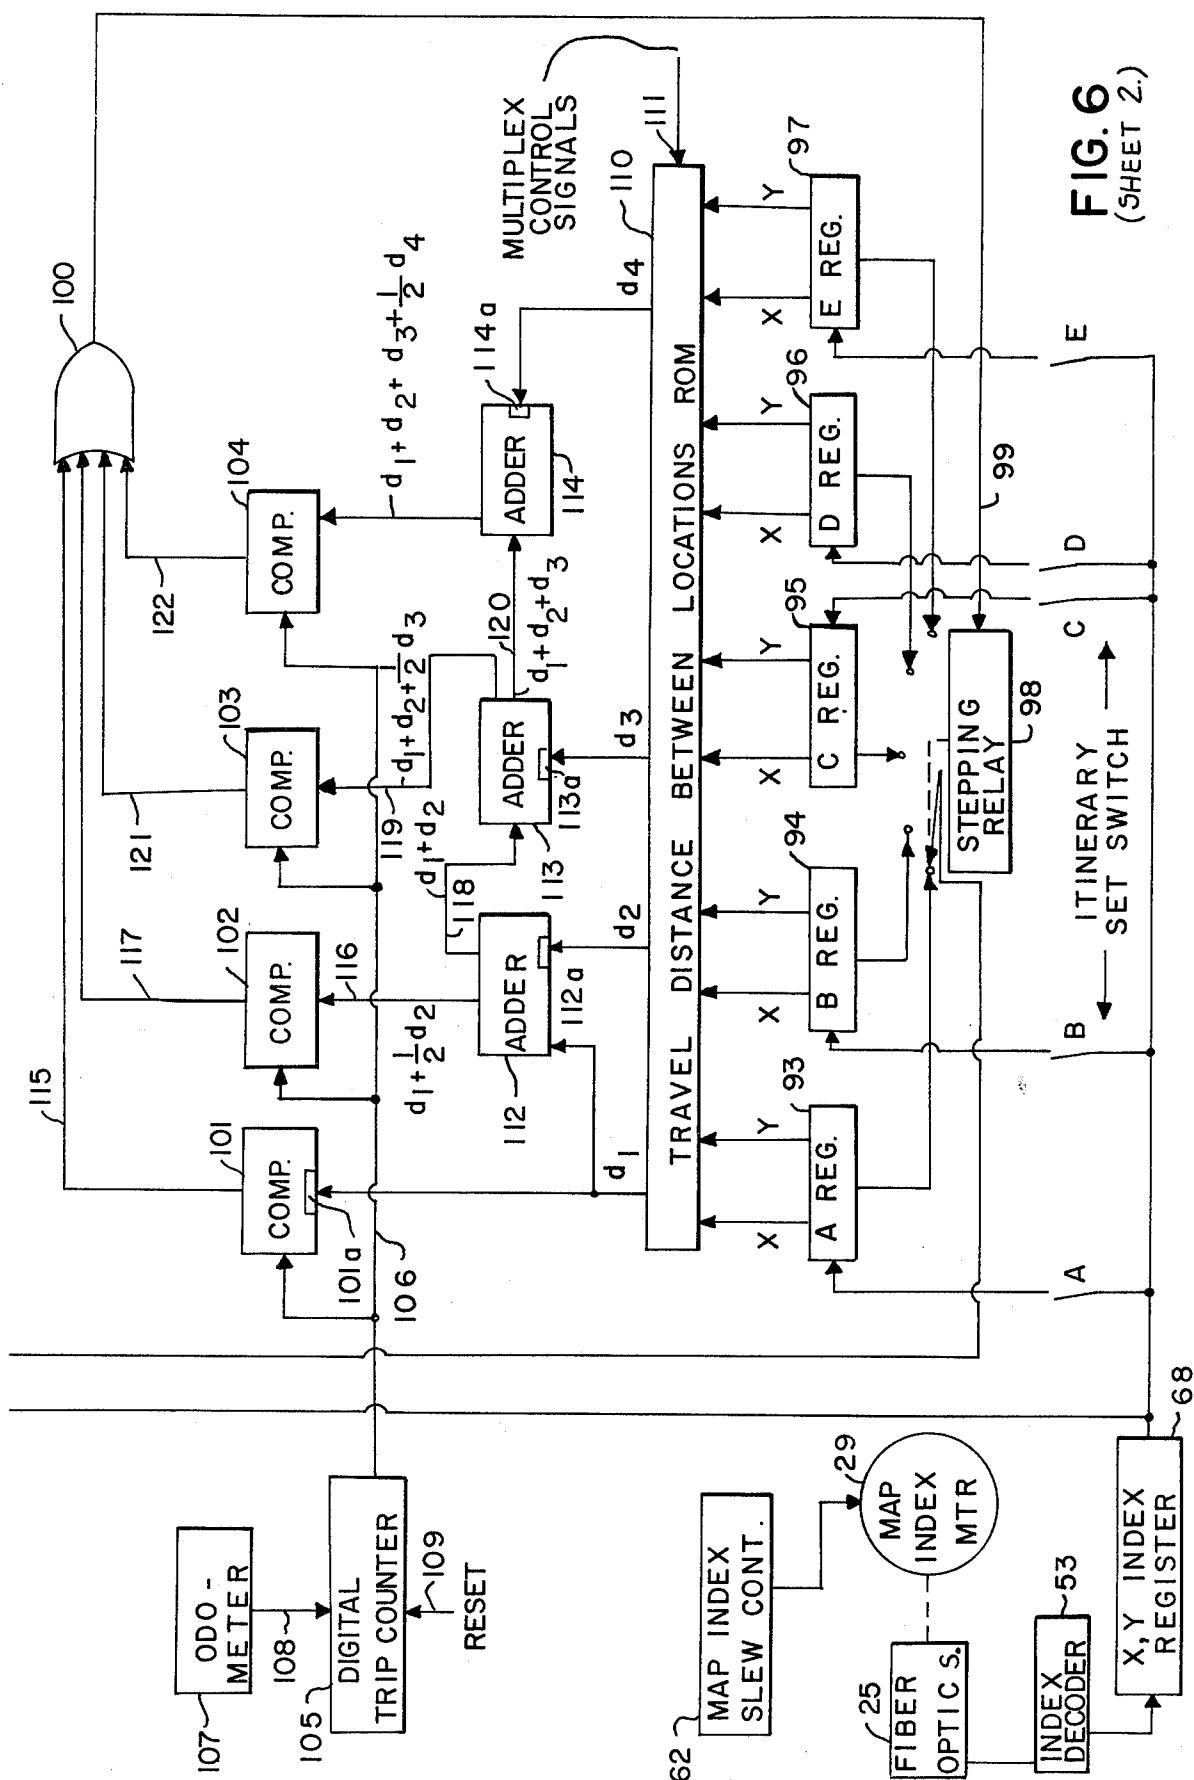 107
ODO-
METER
108
105
DIGITAL
TRIP COUNTER
109
RESET
115
101
COMP.
101a
106
117
102
COMP.
116
d1+1/2d2
121
103
COMP.
119
d1+d2+1/2d3
122
104
COMP.
100
d1+d2+d3+1/2d4
112
ADDER
112a
118
d1+d2
113
ADDER
113a
120
d1+d2+d3
114
ADDER
114a
MULTIPLEX
CONTROL
SIGNALS
111
110
d1
d2
d3
d4
TRAVEL DISTANCE BETWEEN LOCATIONS ROM
X
Y
93
A REG.
X
Y
94
B REG.
X
Y
95
C REG.
X
Y
96
D REG.
X
Y
97
E REG.
STEPPING
RELAY
98
99
A
B
C
D
E
ITINERARY
SET SWITCH
62
MAP INDEX
SLEW CONT.
29
MAP
INDEX
MTR
25
FIBER
OPTICS.
53
INDEX
DECODER
X,Y INDEX
REGISTER
68
FIG. 6
(SHEET 2.)